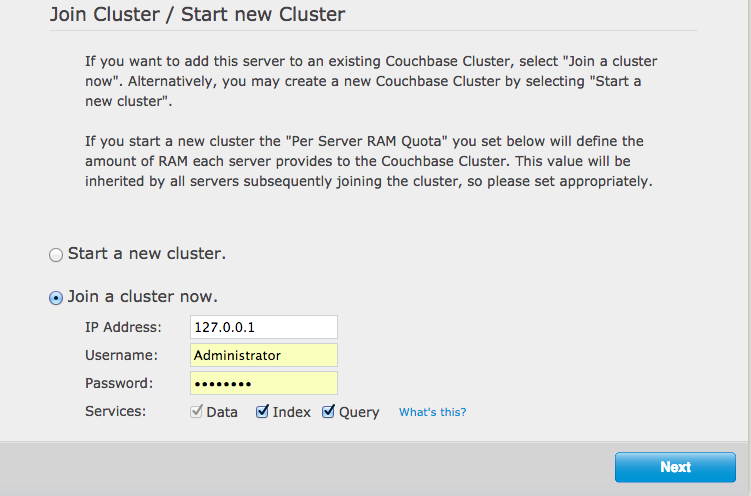 Join Cluster / Start new Cluster
If you want to add this server to an existing Couchbase Cluster, select "Join a cluster
now". Alternatively, you may create a new Couchbase Cluster by selecting "Start a
new cluster".
If you start a new cluster the "Per Server RAM Quota" you set below will define the
amount of RAM each server provides to the Couchbase Cluster. This value will be
inherited by all servers subsequently joining the cluster, so please set appropriately.
Start a new cluster.
Join a cluster now.
IP Address: 127.0.0.1
Username: Administrator
Password: ••••••••
Services: Data Index Query What's this?
Next